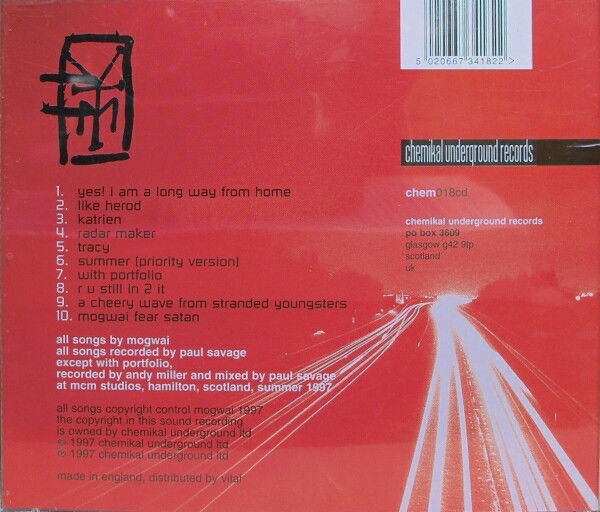 5 020667 341822 >
chemikal underground records
chem018cd
chemikal underground records
po box 3609
glasgow g42 9fp
scotland
uk
1. yes! i am a long way from home
2. like herod
3. katrien
4. radar maker
5. tracy
6. summer (priority version)
7. with portfolio
8. r u still in 2 it
9. a cheery wave from stranded youngsters
10. mogwai fear satan
all songs by mogwai
all songs recorded by paul savage
except with portfolio,
recorded by andy miller and mixed by paul savage
at mcm studios, hamilton, scotland, summer 1997
all songs copyright control mogwai 1997
the copyright in this sound recording
is owned by chemikal underground ltd
© 1997 chemikal underground ltd
℗ 1997 chemikal underground ltd
made in england, distributed by vital